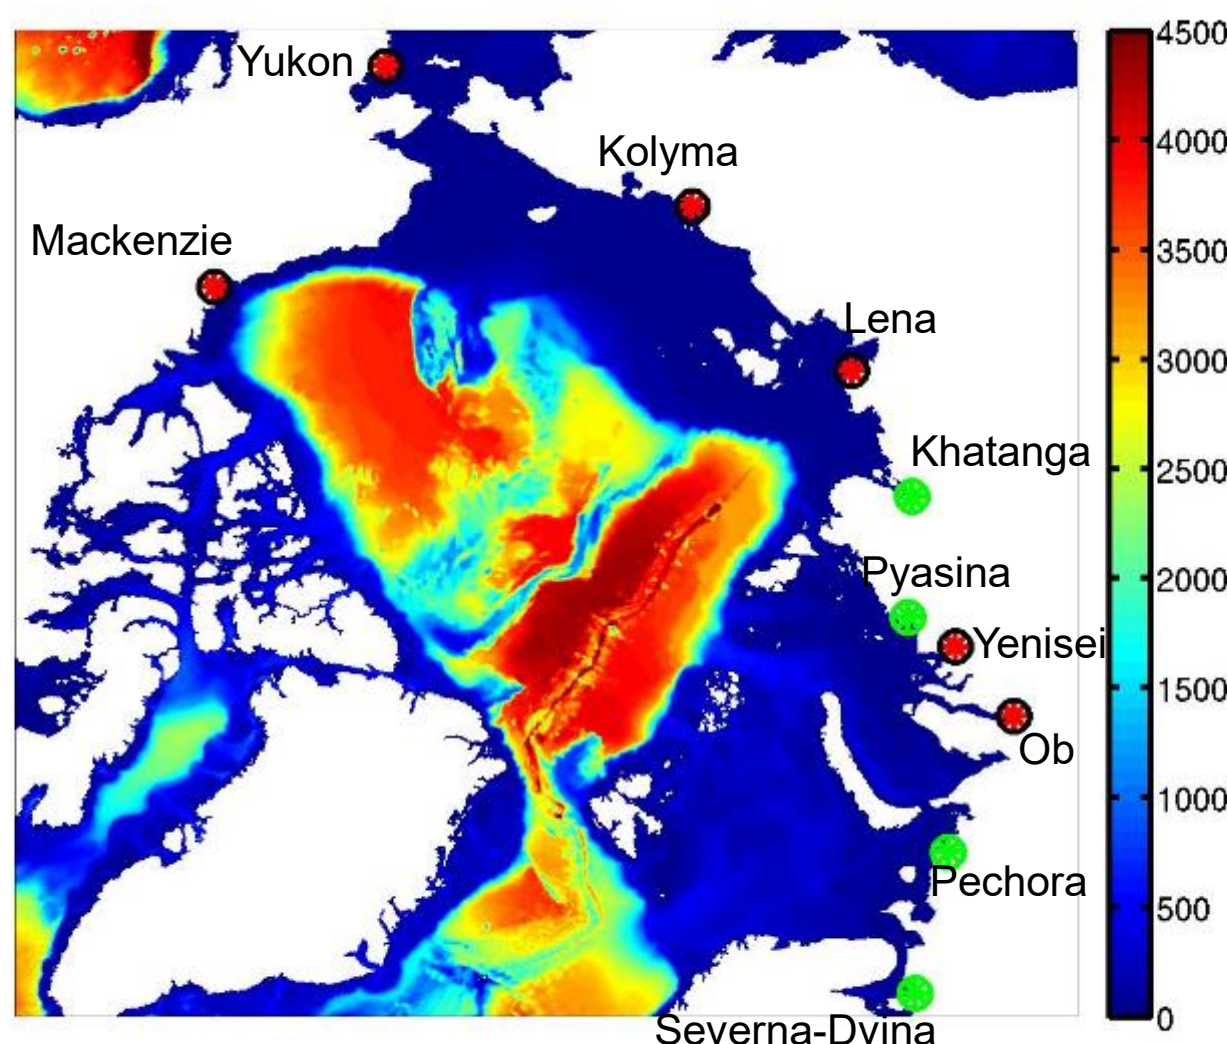 Yukon
Kolyma
Mackenzie
Lena
Khatanga
Pyasina
Yenisei
Ob
Pechora
Severna-Dvina
4500
4000
3500
3000
2500
2000
1500
1000
500
0